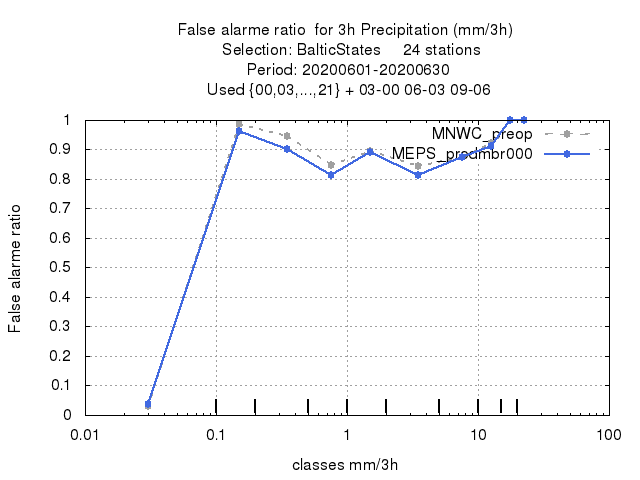 False alarme ratio  for 3h Precipitation (mm/3h)
Selection: BalticStates     24 stations
Period: 20200601-20200630
Used {00,03,...,21} + 03-00 06-03 09-06
MNWC_preop
MEPS_prodmbr000
1
0.9
0.8
0.7
0.6
0.5
0.4
0.3
0.2
0.1
0
False alarme ratio
0.01
0.1
1
10
100
classes mm/3h